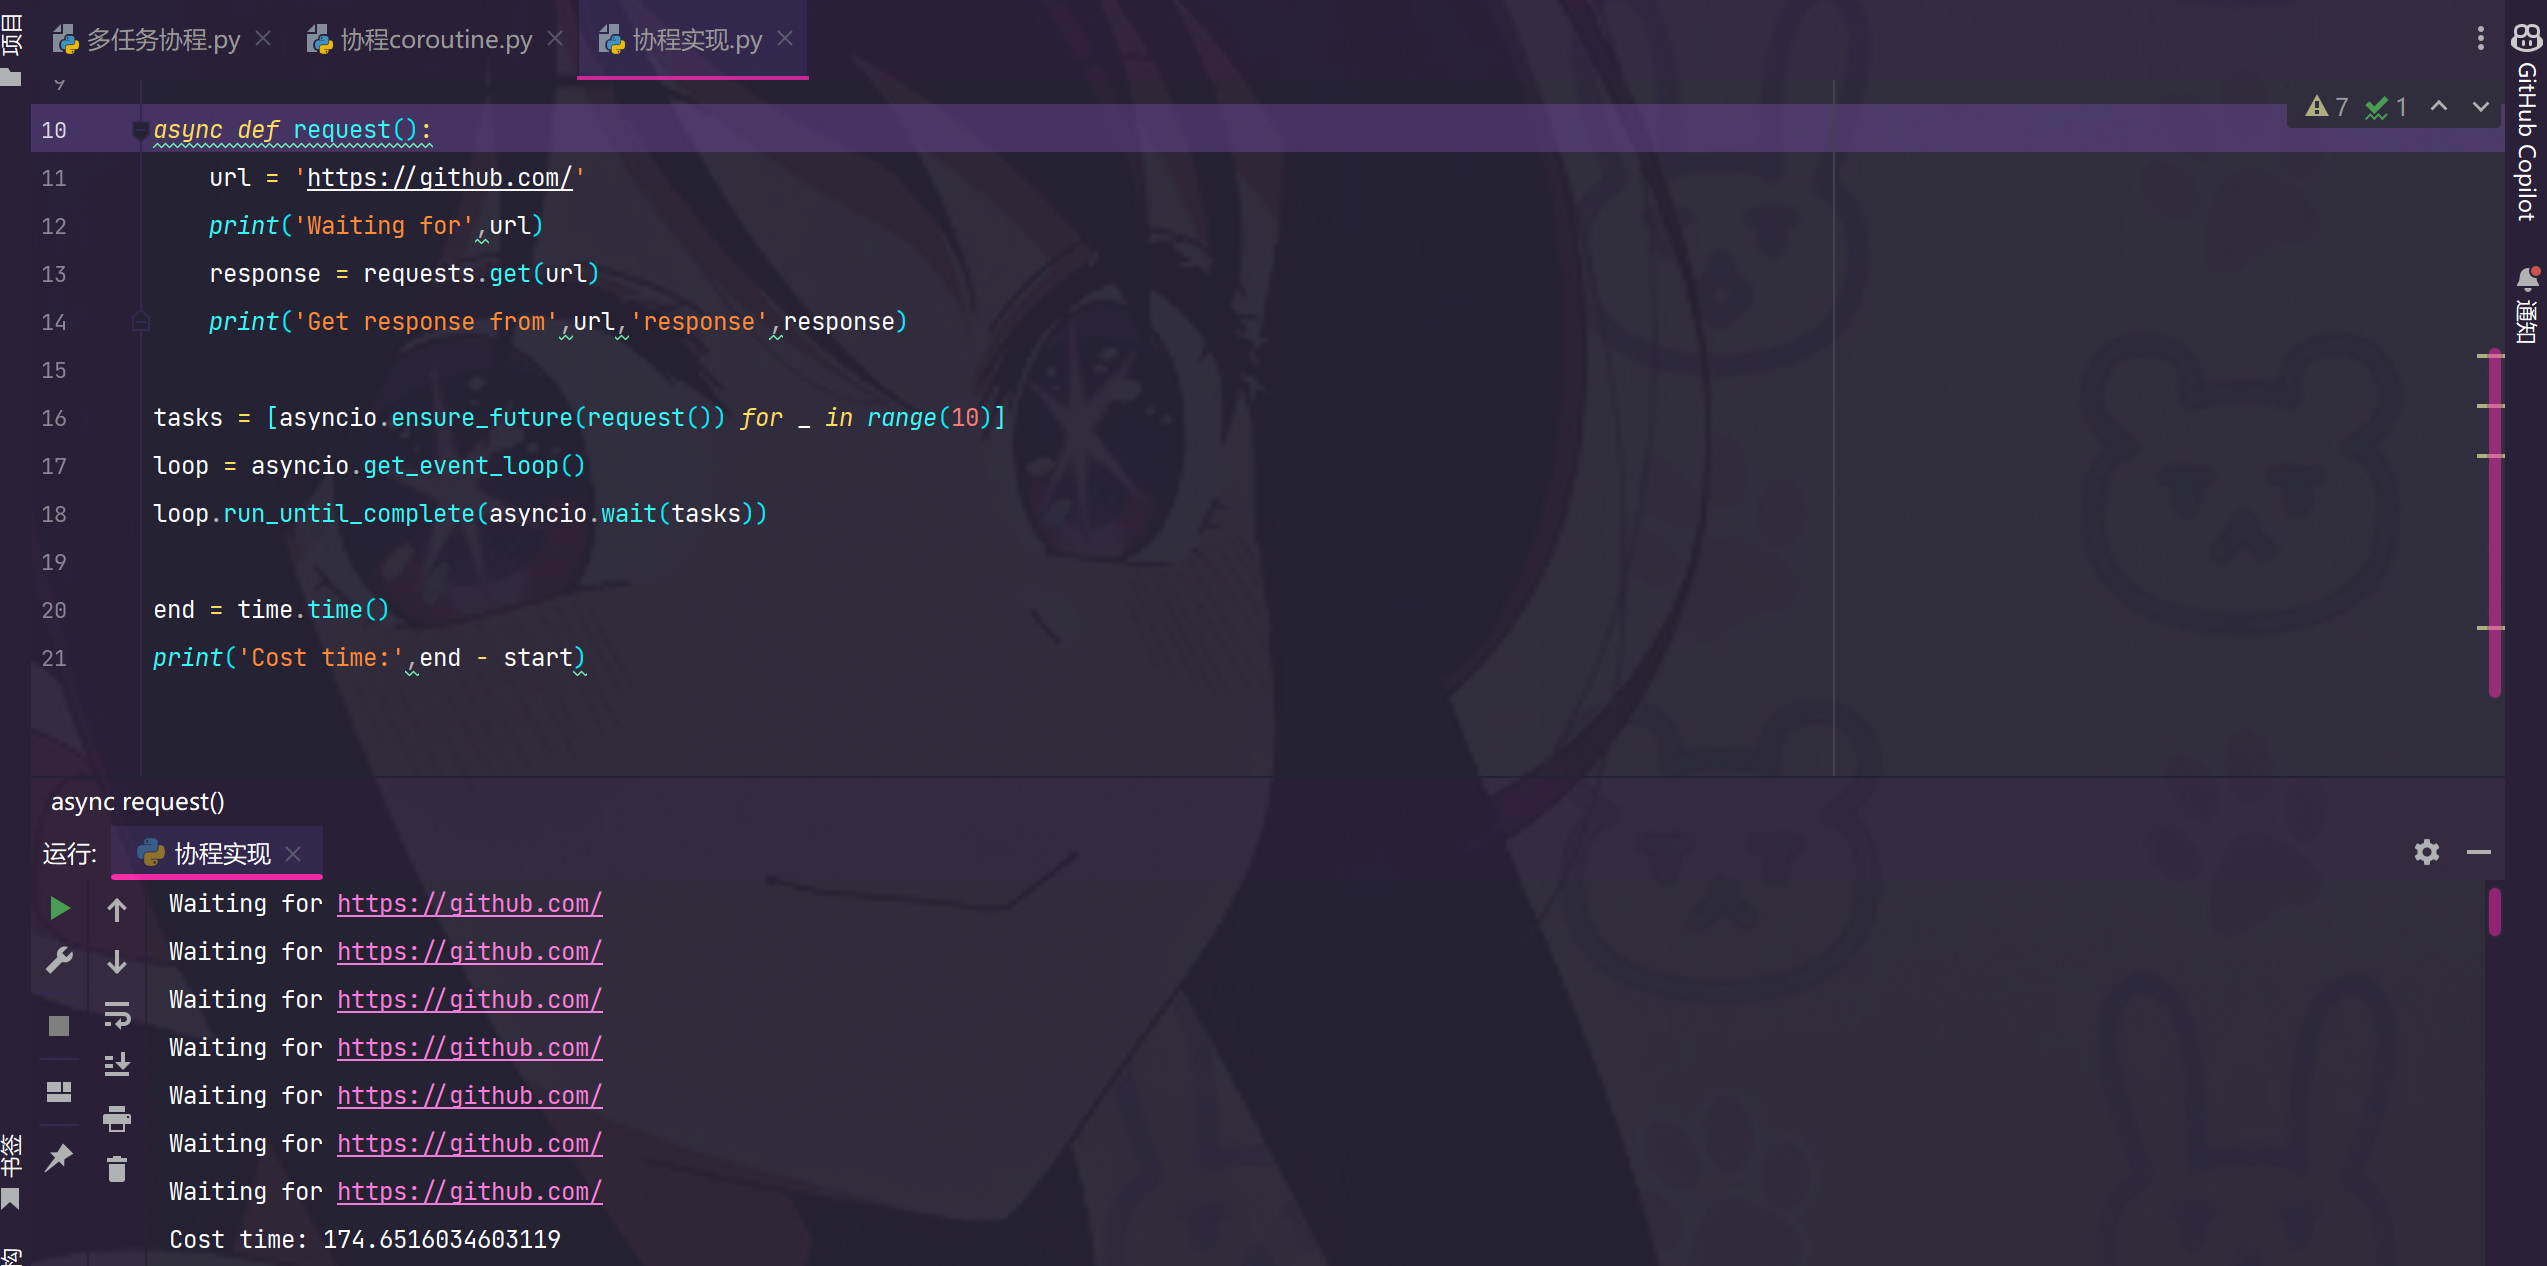 项目
多任务协程.py
协程coroutine.py
协程实现.py
GitHub Copilot
通知
7
1
9
10 async def request():
11 url = 'https://github.com/'
12 print('Waiting for',url)
13 response = requests.get(url)
14 print('Get response from',url,'response',response)
15
16 tasks = [asyncio.ensure_future(request()) for _ in range(10)]
17 loop = asyncio.get_event_loop()
18 loop.run_until_complete(asyncio.wait(tasks))
19
20 end = time.time()
21 print('Cost time:',end - start)
async request()
运行:
协程实现
Waiting for https://github.com/
Waiting for https://github.com/
Waiting for https://github.com/
Waiting for https://github.com/
Waiting for https://github.com/
Waiting for https://github.com/
Waiting for https://github.com/
Cost time: 174.6516034603119
书签
构